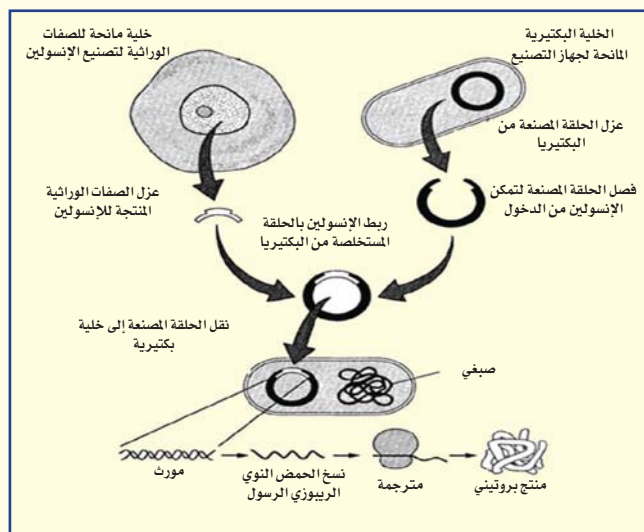 الخلية البكتيرية
المانحة لجهاز التصنيع
خلية مانحة للصفات
الوراثية لتصنيع الإنسولين
عزل الحلقة المصنعة من
البكتيريا
عزل الصفات الوراثية
المنتجة للإنسولين
فصل الحلقة المصنعة لتمكن
الإنسولين من الدخول
ربط الإنسولين بالحلقة
المستخلصة من البكتيريا
نقل الحلقة المصنعة إلى خلية
بكتيرية
صبغي
مورث
نسخ الحمض النووي
الريبوزي الرسول
مترجمة
منتج بروتيني